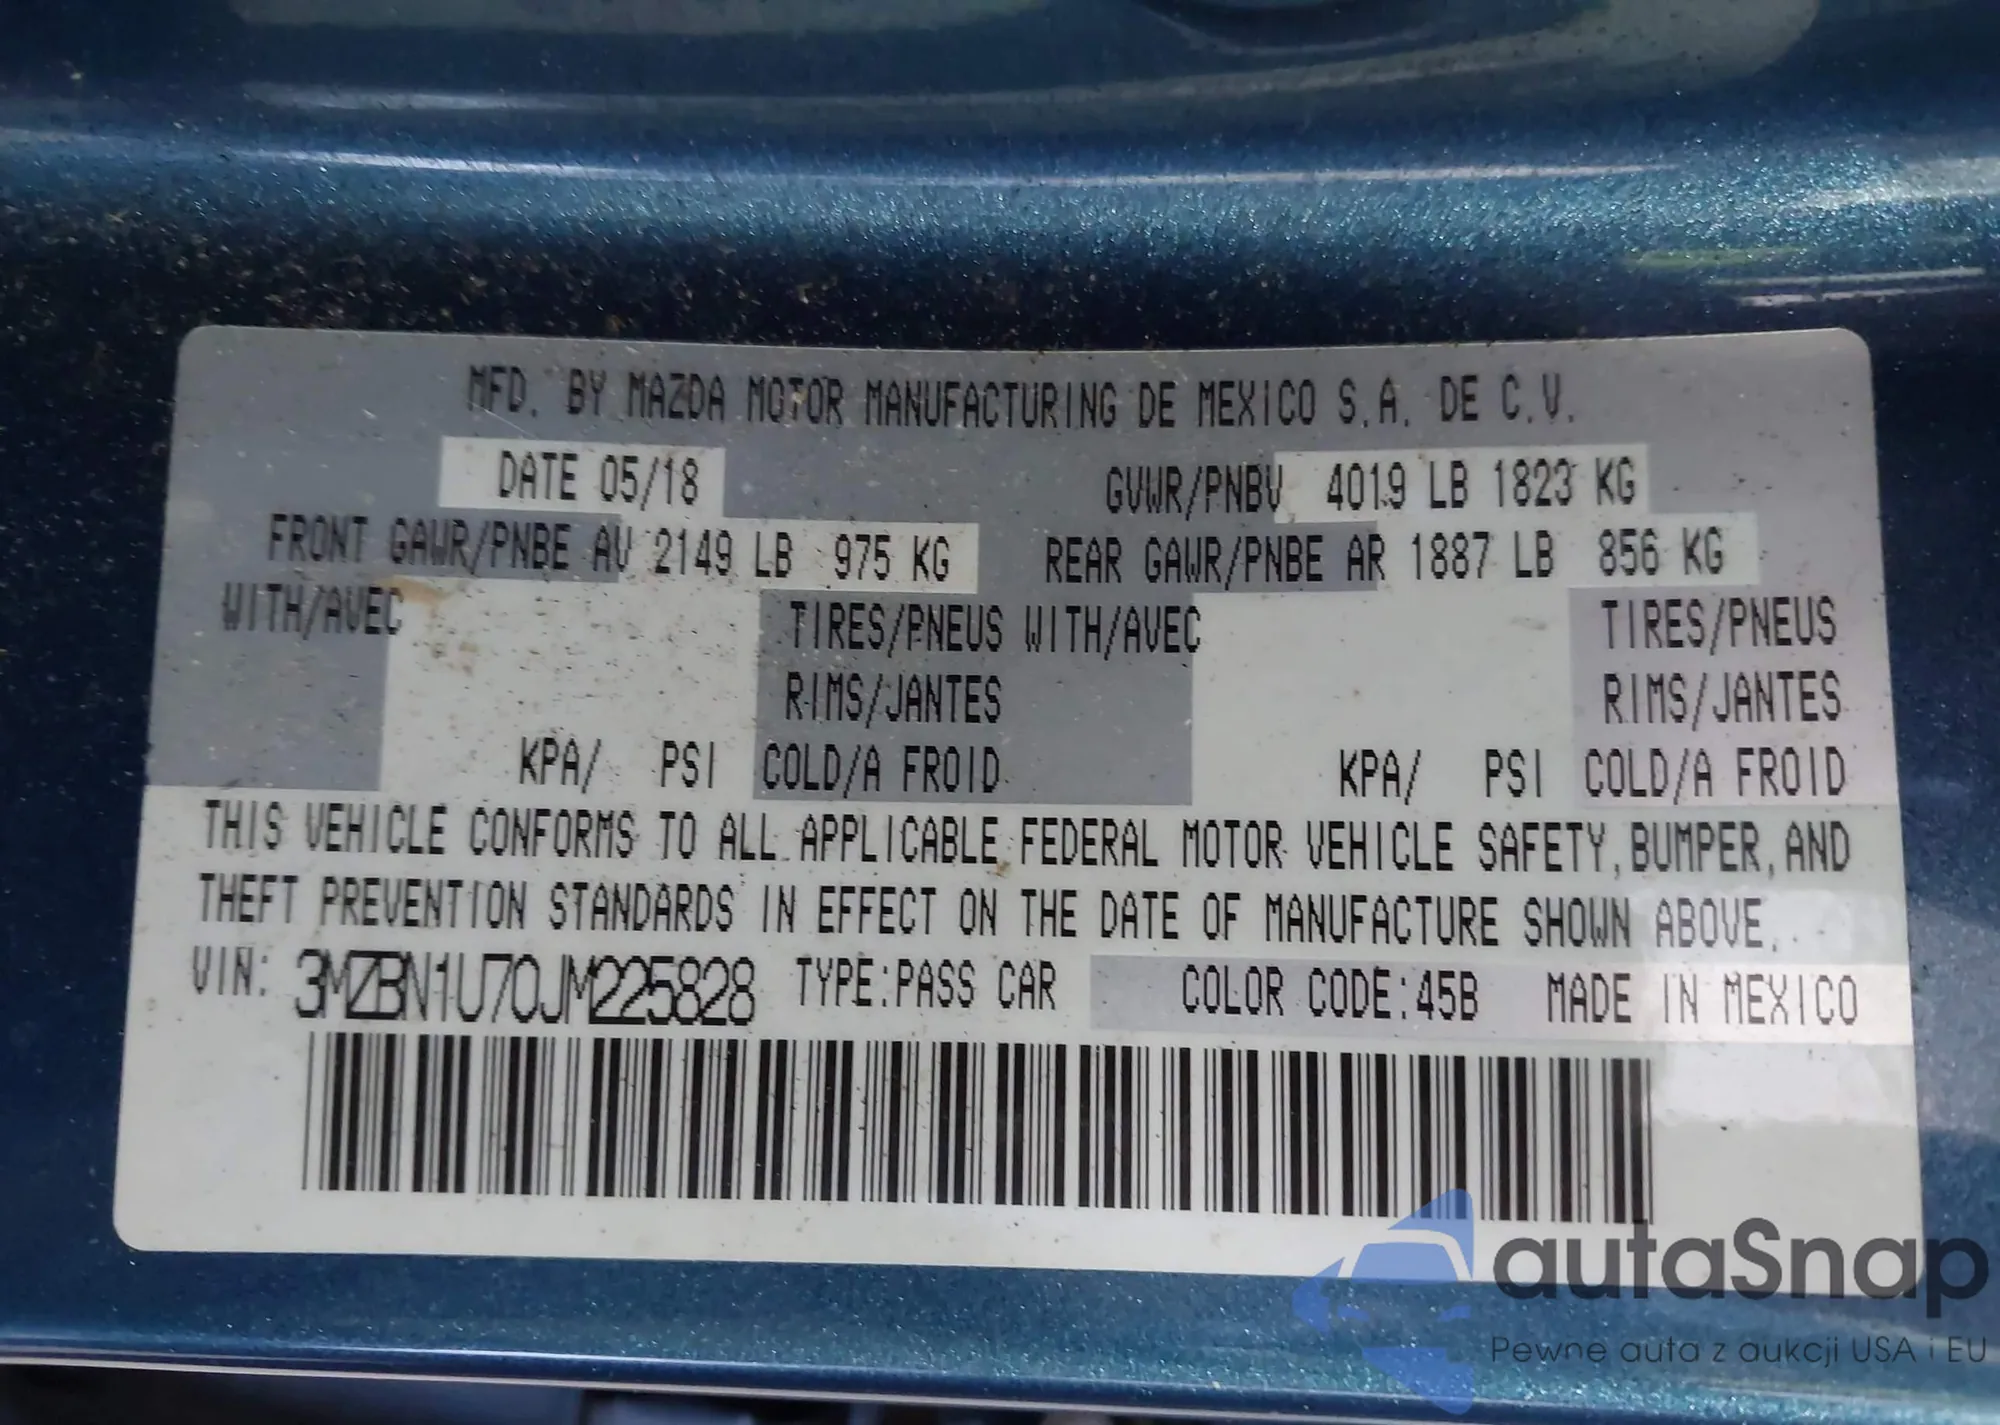 MFD. BY MAZDA MOTOR MANUFACTURING DE MEXICO S.A. DE C.V.
DATE 05/18 GVWR/PNBV 4019 LB 1823 KG
FRONT GAWR/PNBE AV 2149 LB 975 KG REAR GAWR/PNBE AR 1887 LB 856 KG
WITH/AVEC TIRES/PNEUS WITH/AVEC TIRES/PNEUS
RIMS/JANTES RIMS/JANTES
KPA/ PSI COLD/A FROID KPA/ PSI COLD/A FROID
THIS VEHICLE CONFORMS TO ALL APPLICABLE FEDERAL MOTOR VEHICLE SAFETY, BUMPER, AND
THEFT PREVENTION STANDARDS IN EFFECT ON THE DATE OF MANUFACTURE SHOWN ABOVE.
VIN: 3MZBN1U70JM225828 TYPE:PASS CAR COLOR CODE:45B MADE IN MEXICO
autaSnap
Pewne auta z aukcji USA i EU